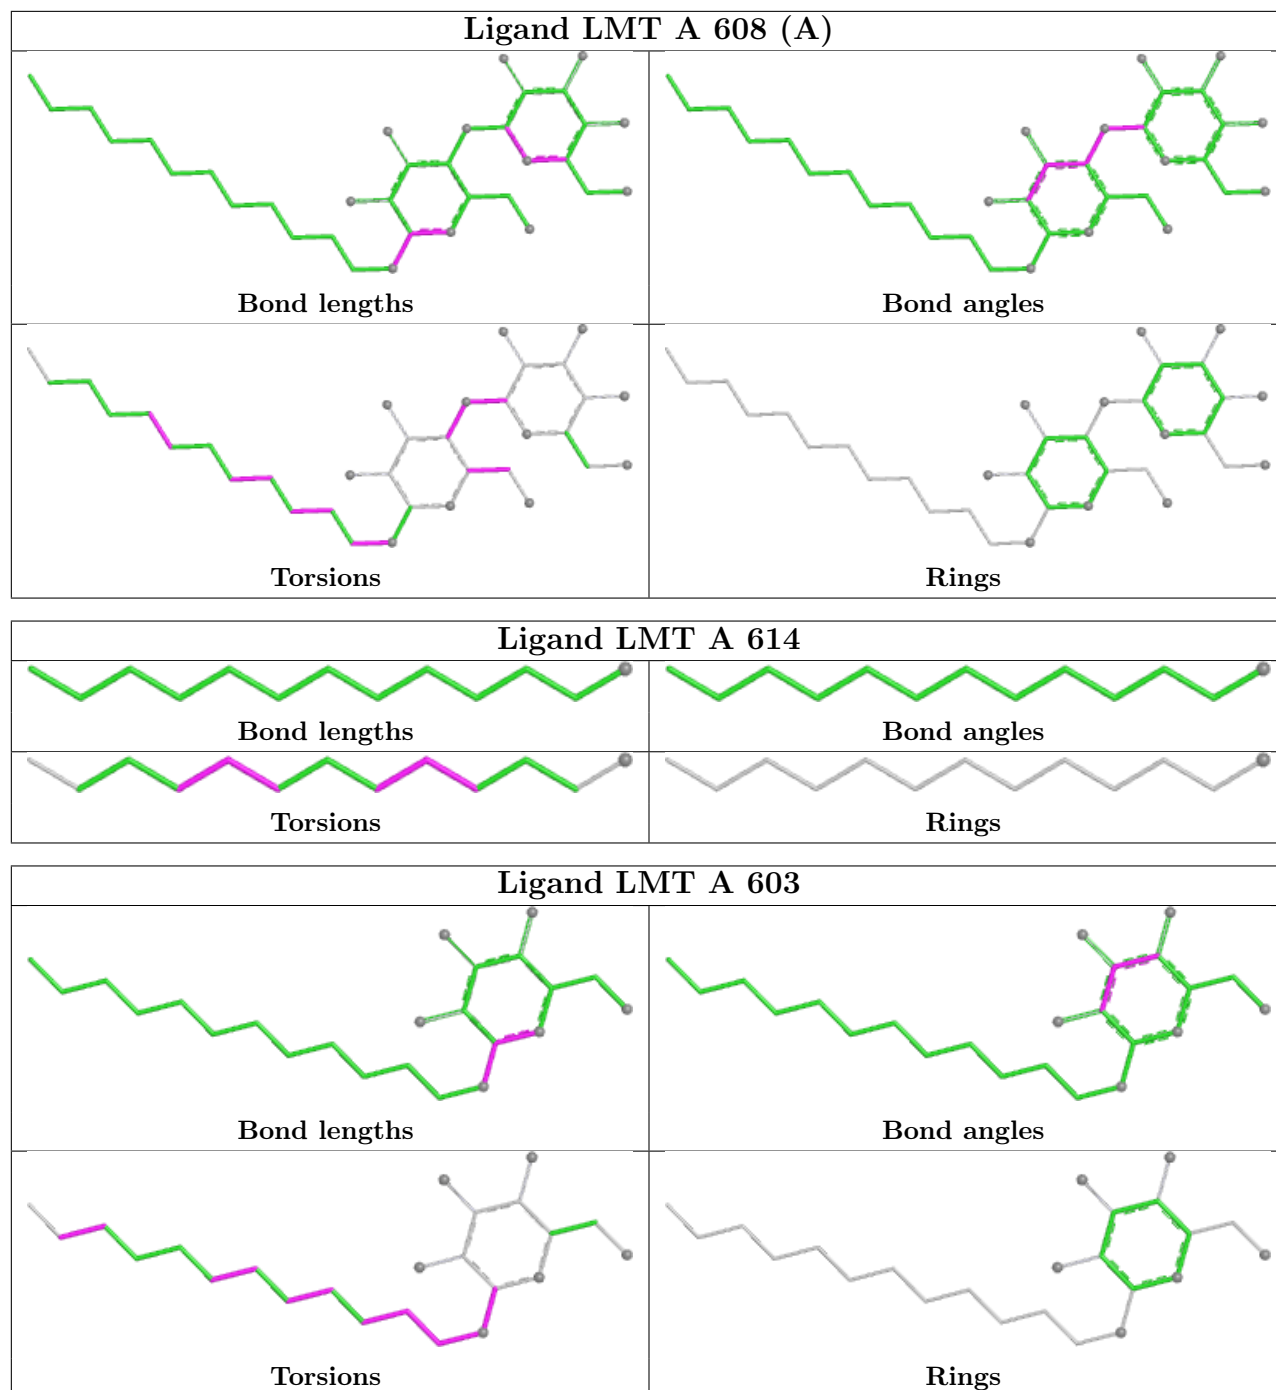 Ligand LMT A 608 (A)
Bond lengths
Bond angles
Torsions
Rings
Ligand LMT A 614
Bond lengths
Bond angles
Torsions
Rings
Ligand LMT A 603
Bond lengths
Bond angles
Torsions
Rings